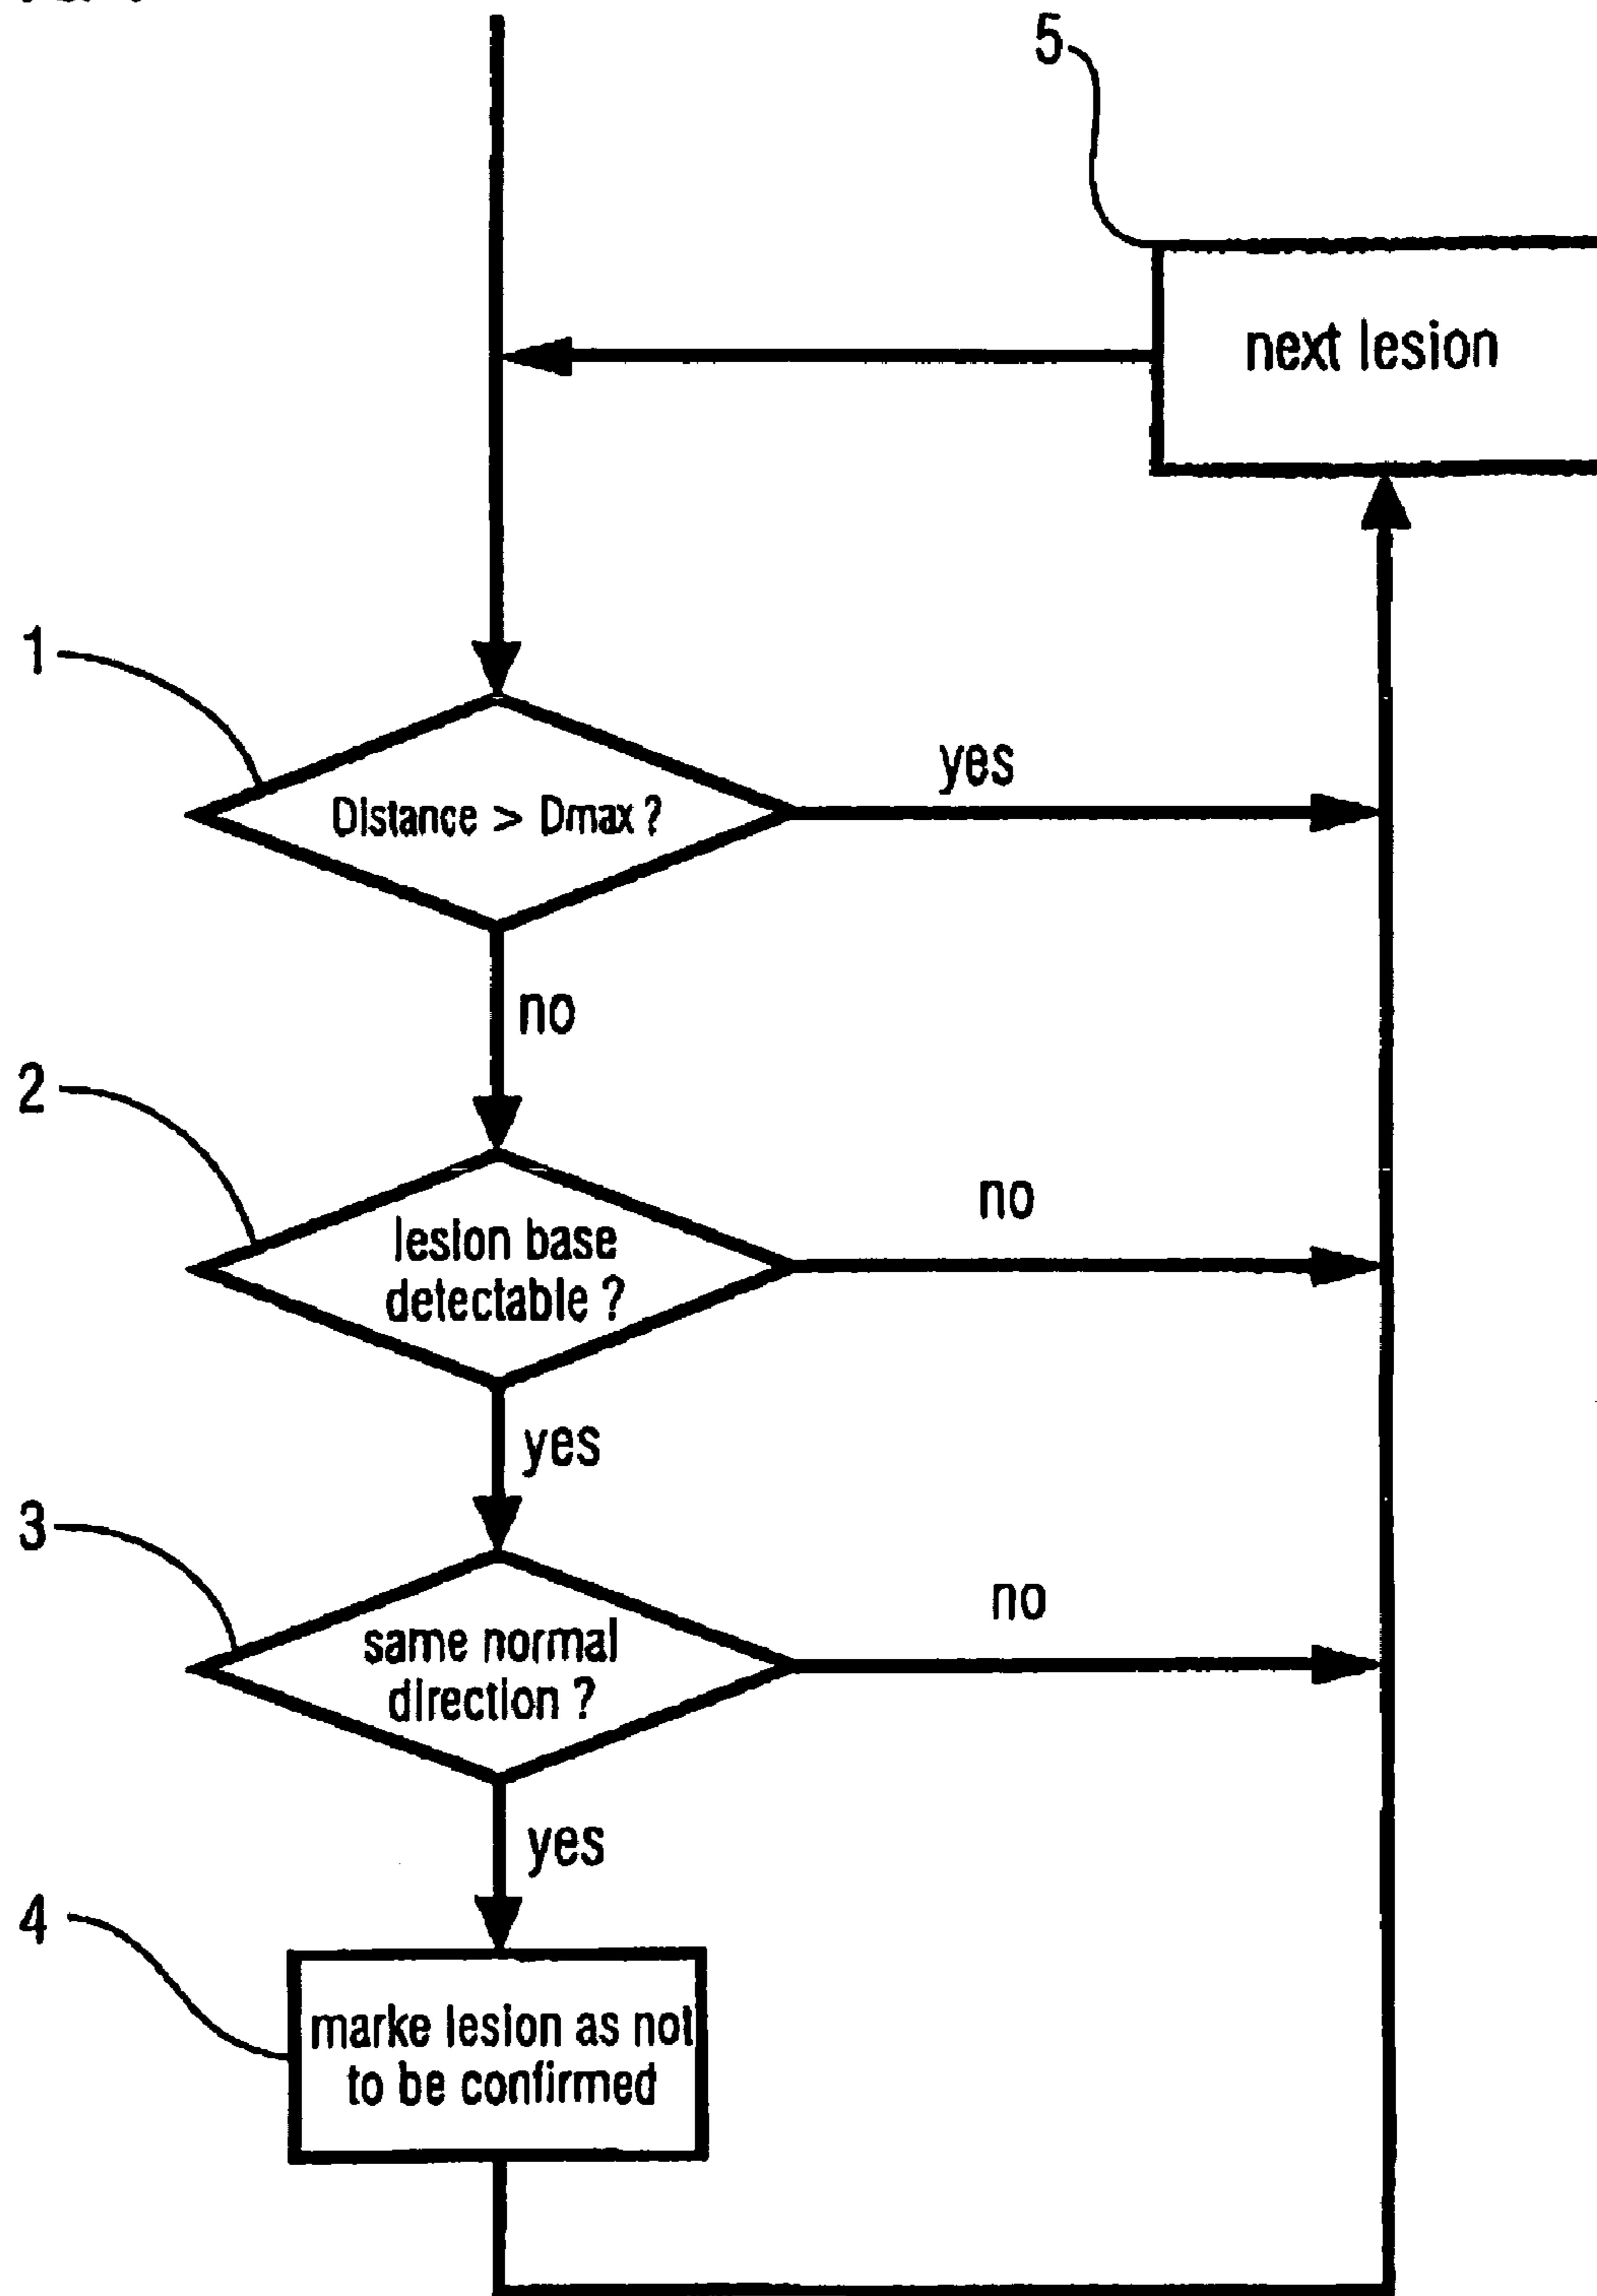 5
next lesion
1
Distance > Dmax ?
yes
no
2
lesion base
detectable ?
no
yes
3
same normal
direction ?
no
yes
4
marke lesion as not
to be confirmed